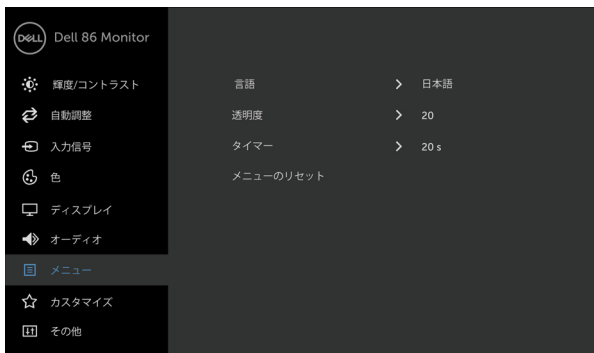 DELL Dell 86 Monitor
輝度/コントラスト
自動調整
入力信号
色
ディスプレイ
オーディオ
メニュー
カスタマイズ
その他
言語 > 日本語
透明度 > 20
タイマー > 20 s
メニューのリセット